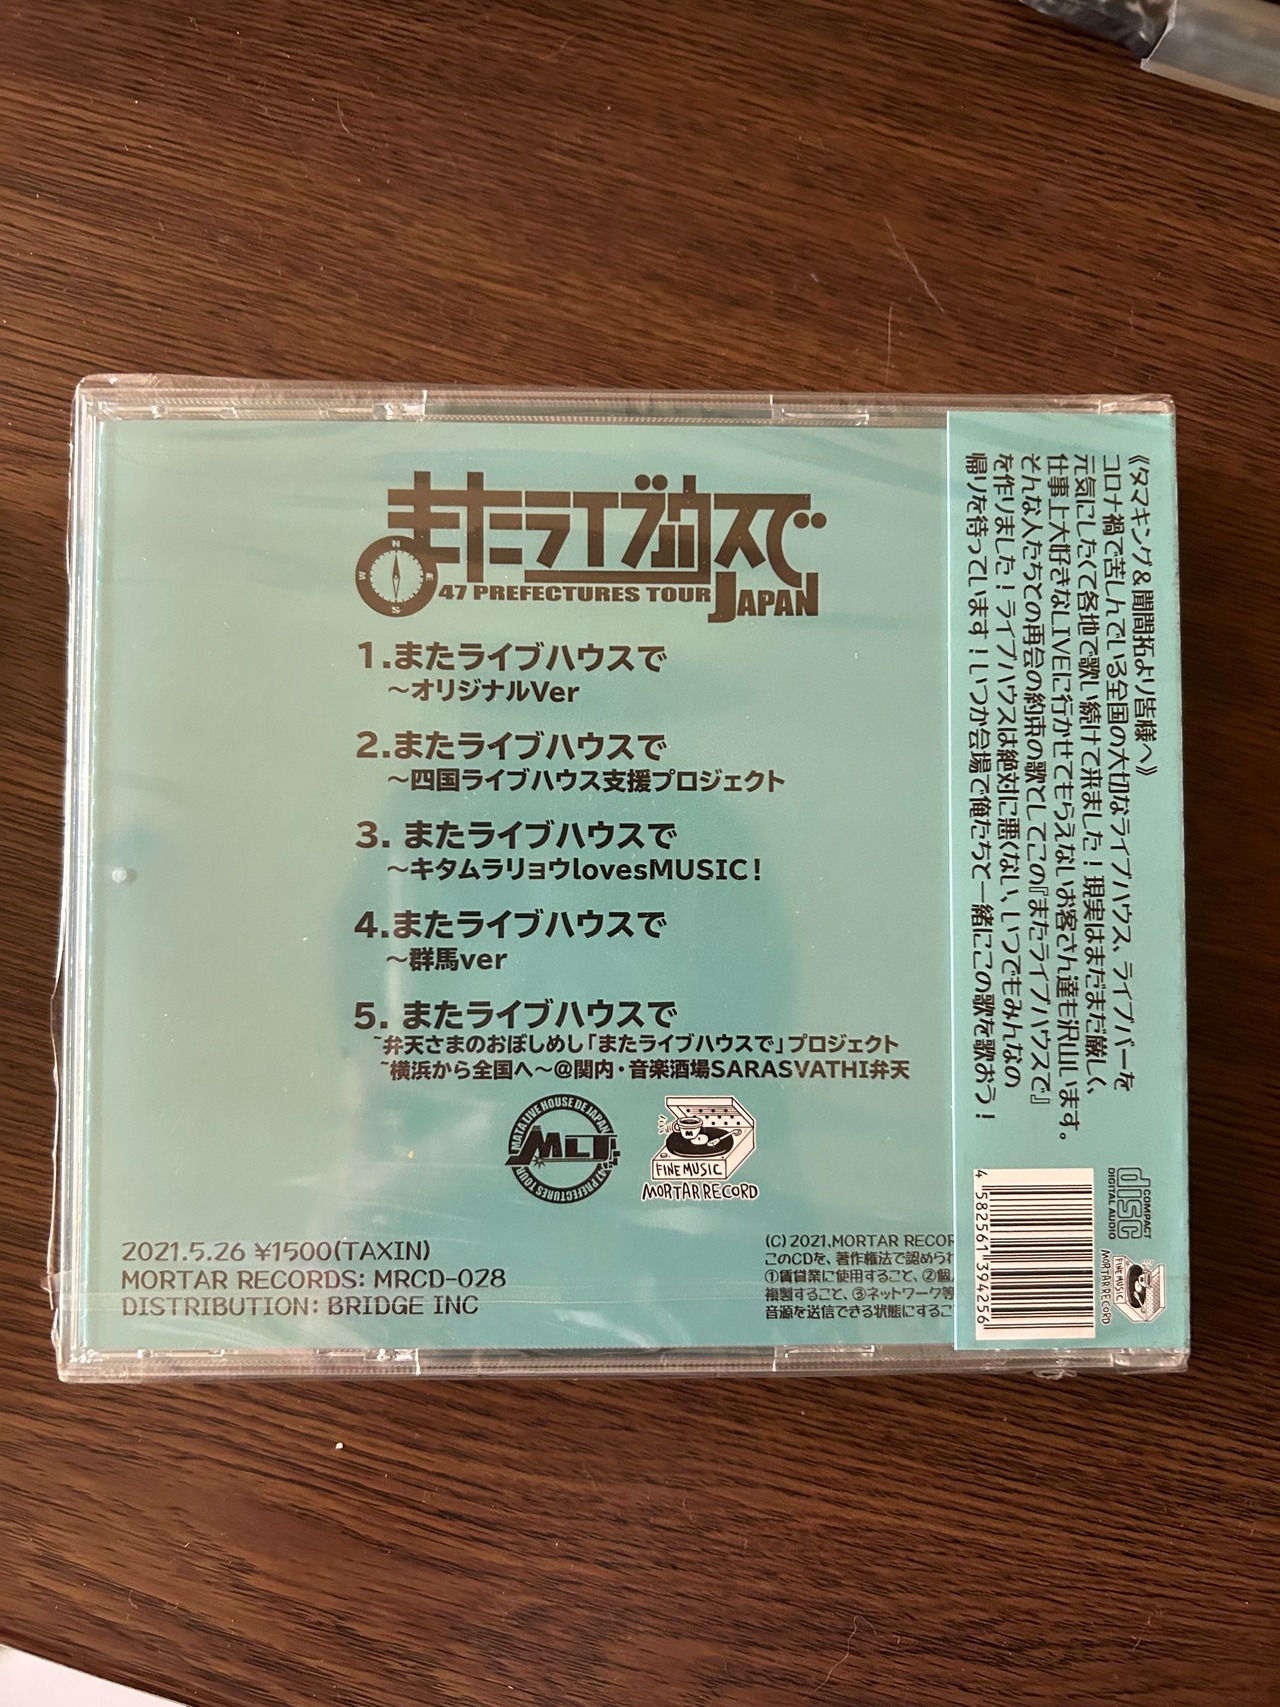 またライブハウスで
N
W
E
S
47 PREFECTURES TOUR JAPAN
1.またライブハウスで
〜オリジナルVer
2.またライブハウスで
〜四国ライブハウス支援プロジェクト
3. またライブハウスで
〜キタムラリョウlovesMUSIC!
4.またライブハウスで
〜群馬ver
5. またライブハウスで
~弁天さまのおぼしめし「またライブハウスで」プロジェクト
~横浜から全国へ〜@関内・音楽酒場SARASVATHI弁天
MATA LIVE HOUSE DE JAPAN
MLT
47 PREFECTURES TOUR
FINE MUSIC
MORTAR RECORD
2021.5.26 ¥1500(TAXIN)
MORTAR RECORDS: MRCD-028
DISTRIBUTION: BRIDGE INC
(C) 2021,MORTAR RECOR
このCDを、著作権法で認められ
①賃貸業に使用すること、②個
複製すること、③ネットワーク等
音源を送信できる状態にするこ
《タマキング&聞間拓より皆様へ》
コロナ禍で苦しんでいる全国の大切なライブハウス、ライブバーを
元気にしたくて各地で歌い続けて来ました!現実はまだまだ厳しく、
仕事上大好きなLIVEに行かせてもらえないお客さん達も沢山います。
そんな人たちとの再会の約束の歌としてこの『またライブハウスで』
を作りました!ライブハウスは絶対に悪くない、いつでもみんなの
帰りを待っています!いつか会場で俺たちと一緒にこの歌を歌おう!
COMPACT
disc
DIGITAL AUDIO
FINE MUSIC
MORTAR RECORD
4 582561 394256